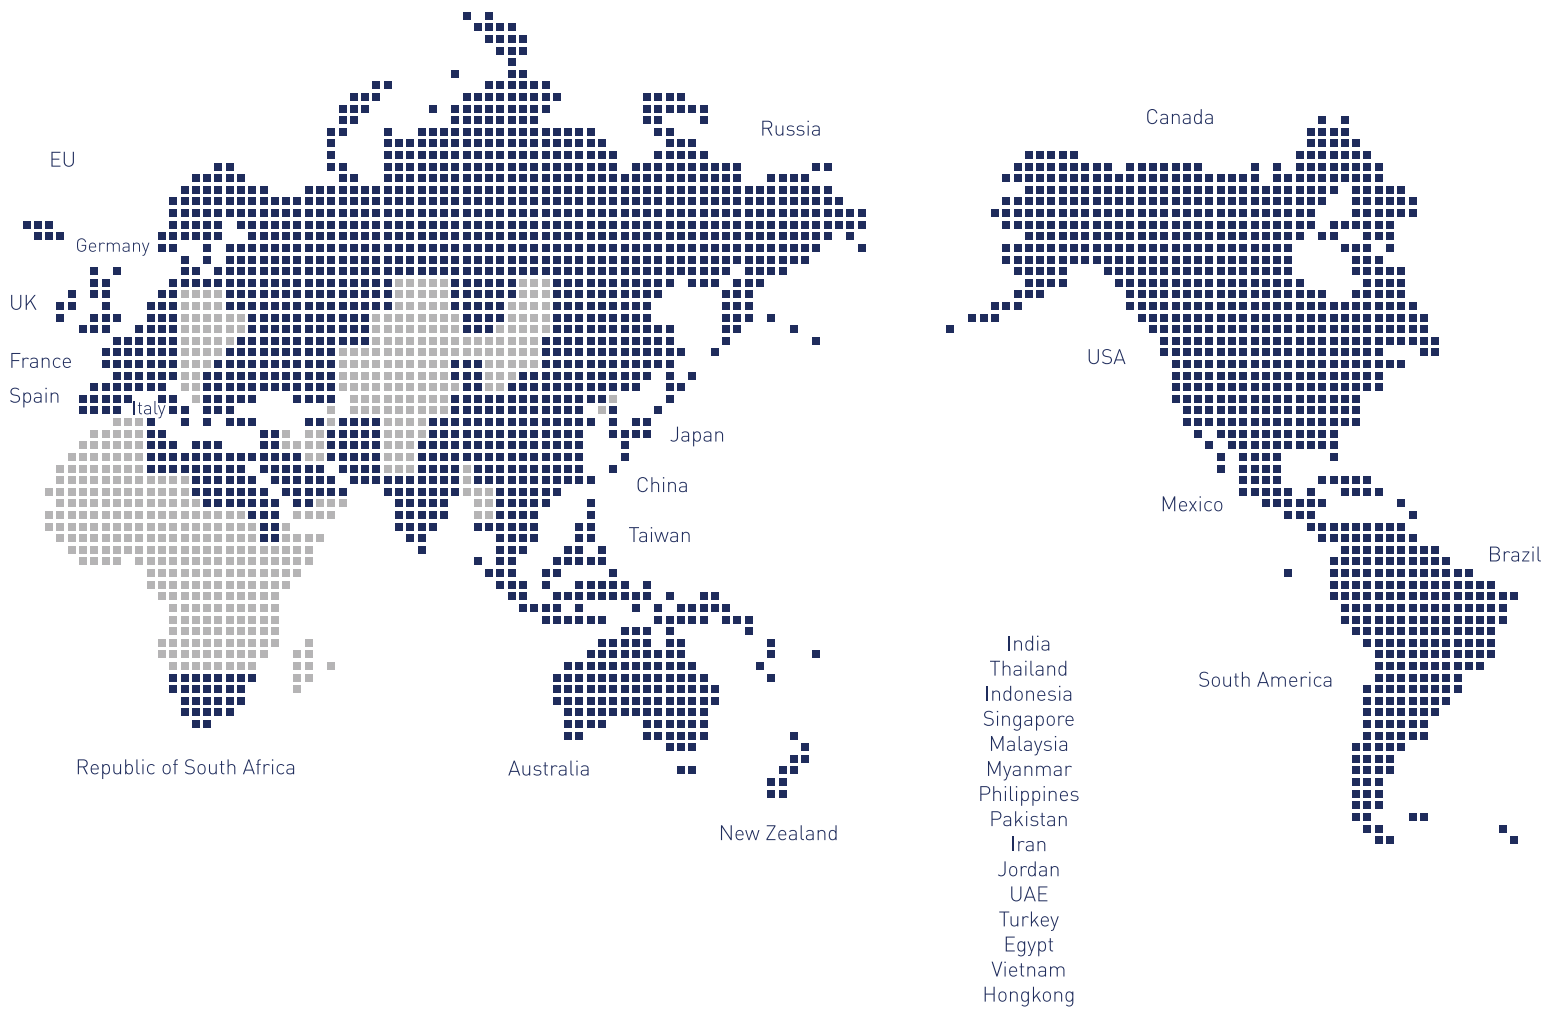 Canada
Russia
EU
Germany
UK
France
USA
Spain
Italy
Japan
China
Mexico
Taiwan
Brazil
South America
Republic of South Africa
Australia
New Zealand
India
Thailand
Indonesia
Singapore
Malaysia
Myanmar
Philippines
Pakistan
Iran
Jordan
UAE
Turkey
Egypt
Vietnam
Hongkong